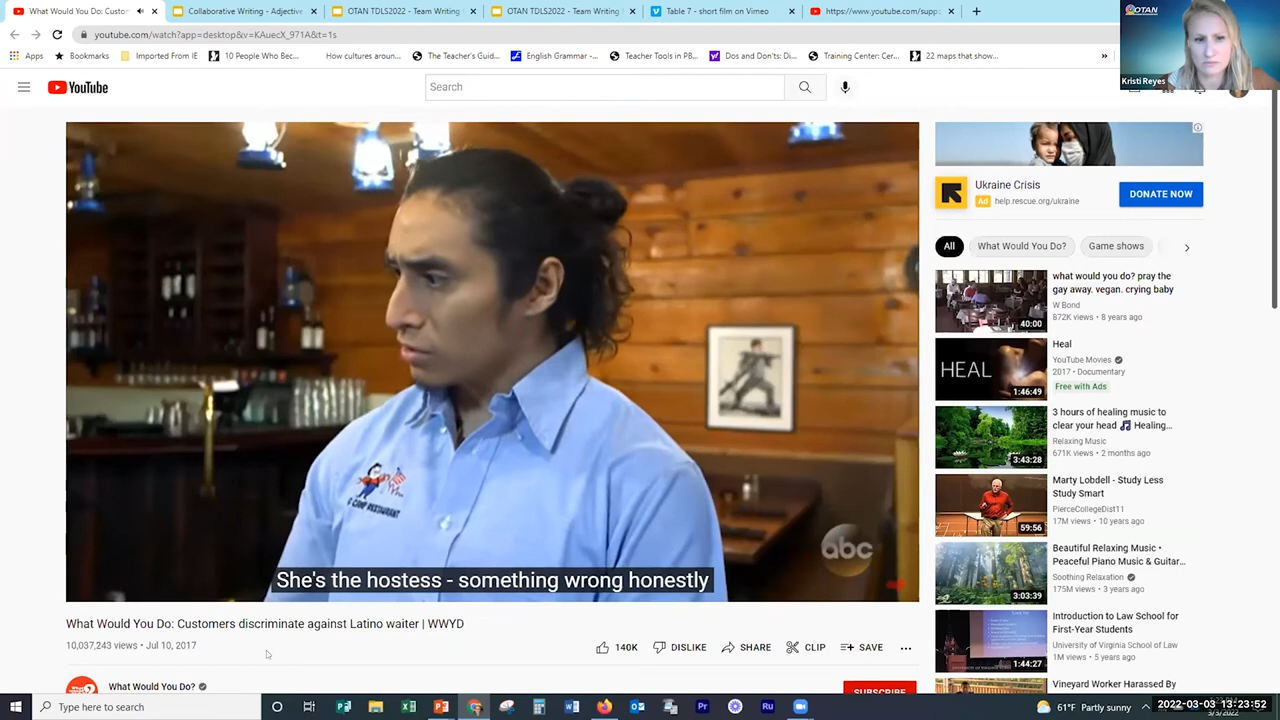 What Would You Do: Custom
Collaborative Writing - Adjective
OTAN TDLS2022 - Team Writing
OTAN TDLS2022 - Team Writing
Table 7 - short film on Vimeo
https://www.youtube.com/supp
youtube.com/watch?app=desktop&v=KAuecX_971A&t=1s
Apps
Bookmarks
Imported From IE
10 People Who Bec...
How cultures aroun...
The Teacher's Guid...
English Grammar -...
Teacher Tools in PB...
Dos and Don'ts: Di...
Training Center: Cer...
22 maps that show...
»
OTAN
Kristi Reyes
YouTube
Search
RESTAURANT
abc
She's the hostess - something wrong honestly
What Would You Do: Customers discriminate against Latino waiter | WWYD
10,037,243 views • Jul 10, 2017
140K
DISLIKE
SHARE
CLIP
SAVE
What Would You Do?
SUBSCRIBE
Ukraine Crisis
Ad help.rescue.org/ukraine
DONATE NOW
All
What Would You Do?
Game shows
what would you do? pray the
gay away. vegan. crying baby
W Bond
872K views • 8 years ago
40:00
Heal
YouTube Movies
2017 • Documentary
Free with Ads
HEAL
1:46:49
3 hours of healing music to
clear your head 🎵 Healing...
Relaxing Music
671K views • 2 months ago
3:43:28
Marty Lobdell - Study Less
Study Smart
PierceCollegeDist11
17M views • 10 years ago
59:56
Beautiful Relaxing Music •
Peaceful Piano Music & Guitar...
Soothing Relaxation
175M views • 3 years ago
3:03:39
Introduction to Law School for
First-Year Students
University of Virginia School of Law
1M views • 5 years ago
1:44:27
Vineyard Worker Harassed By
Type here to search
61°F Partly sunny
2022-03-03 13:23:52